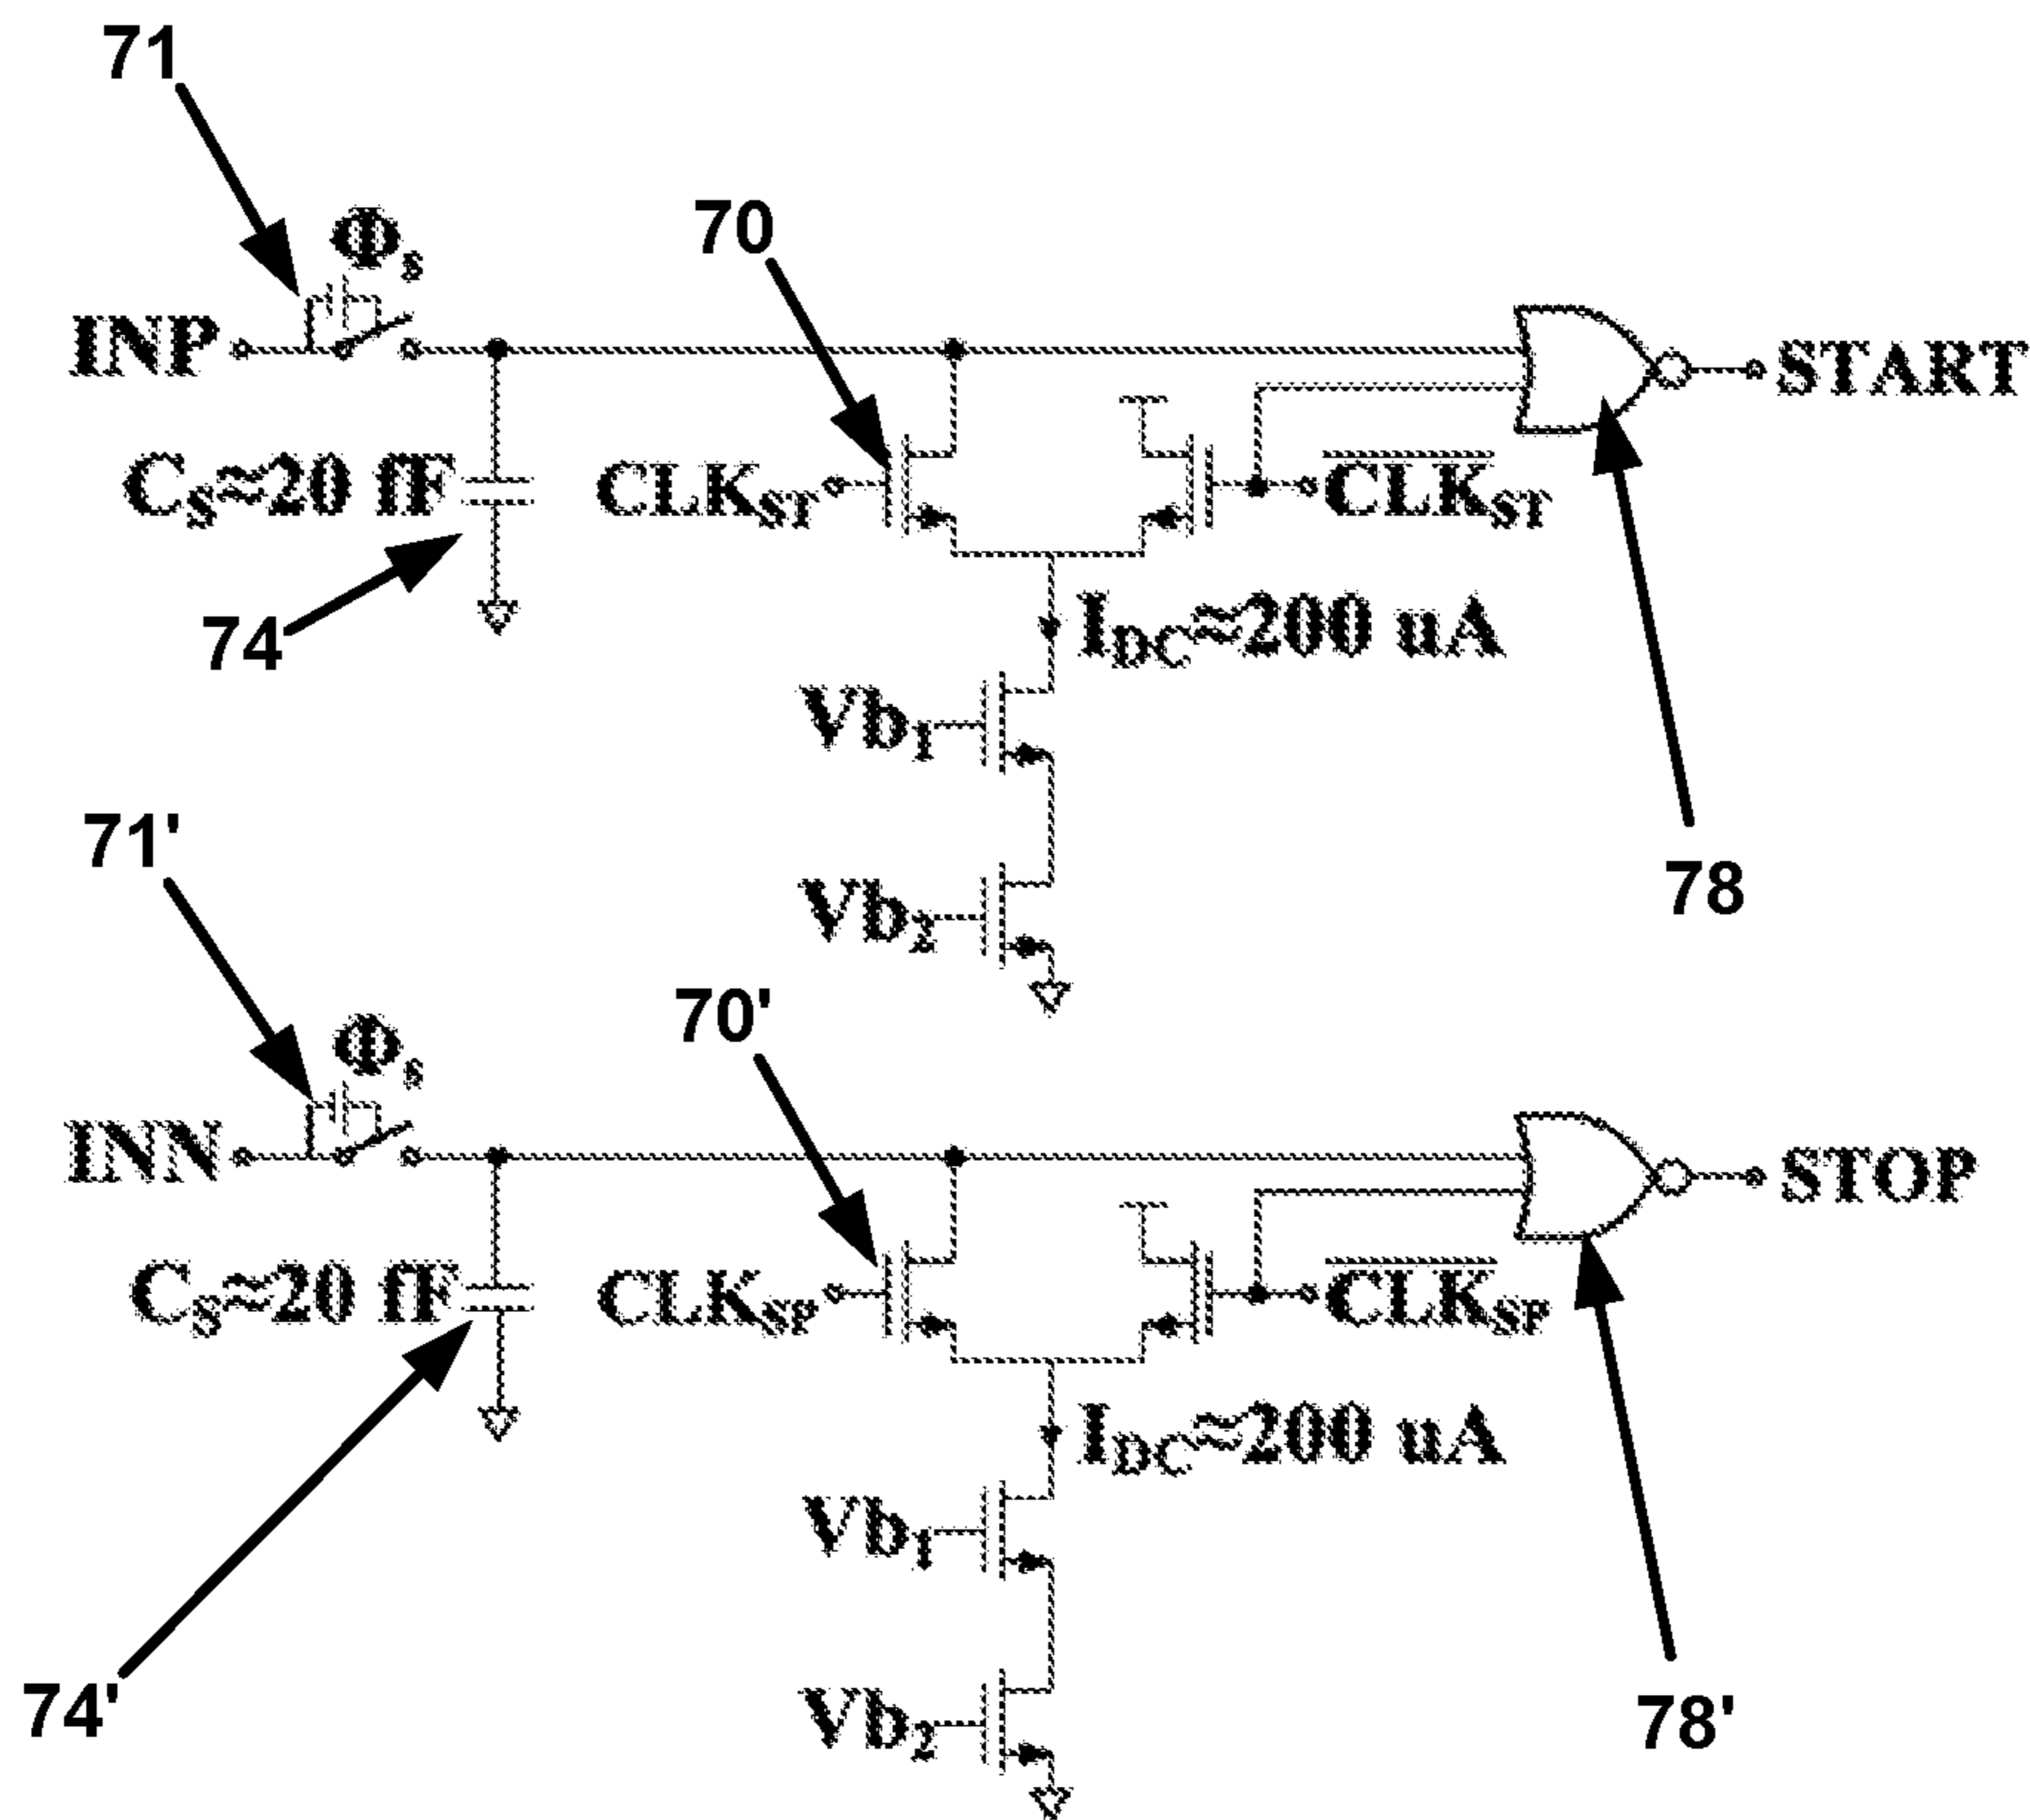 71
Φs
70
INP
START
CS≈20 fF
CLKST
CLKST
74
IDC≈200 uA
Vb1
71'
78
Vb2
70'
Φs
INN
STOP
CS≈20 fF
CLKSP
CLKSP
IDC≈200 uA
Vb1
74'
Vb2
78'